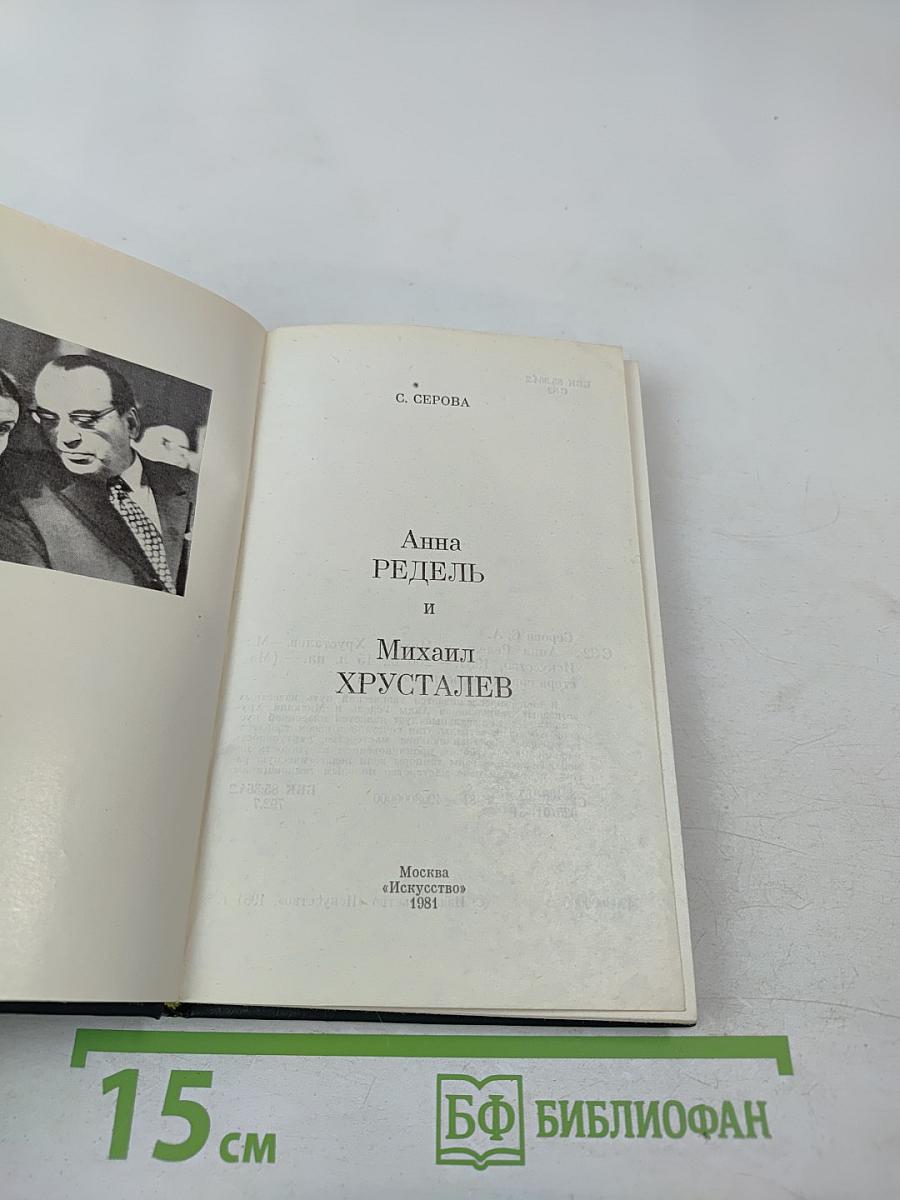 С. СЕРОВА
Анна
РЕДЕЛЬ
и
Михаил
ХРУСТАЛЕВ
Москва
«Искусство»
1981
15 см
БФ БИБЛИОФАН